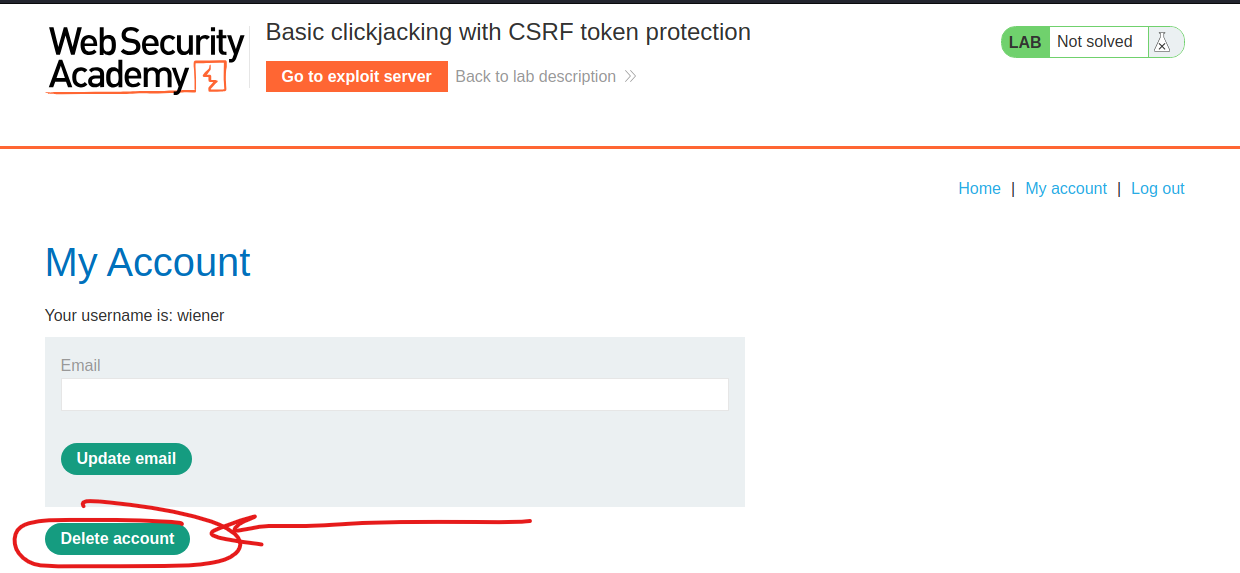 Web Security
Academy
Basic clickjacking with CSRF token protection
Go to exploit server
Back to lab description
LAB Not solved
Home | My account | Log out
My Account
Your username is: wiener
Email
Update email
Delete account